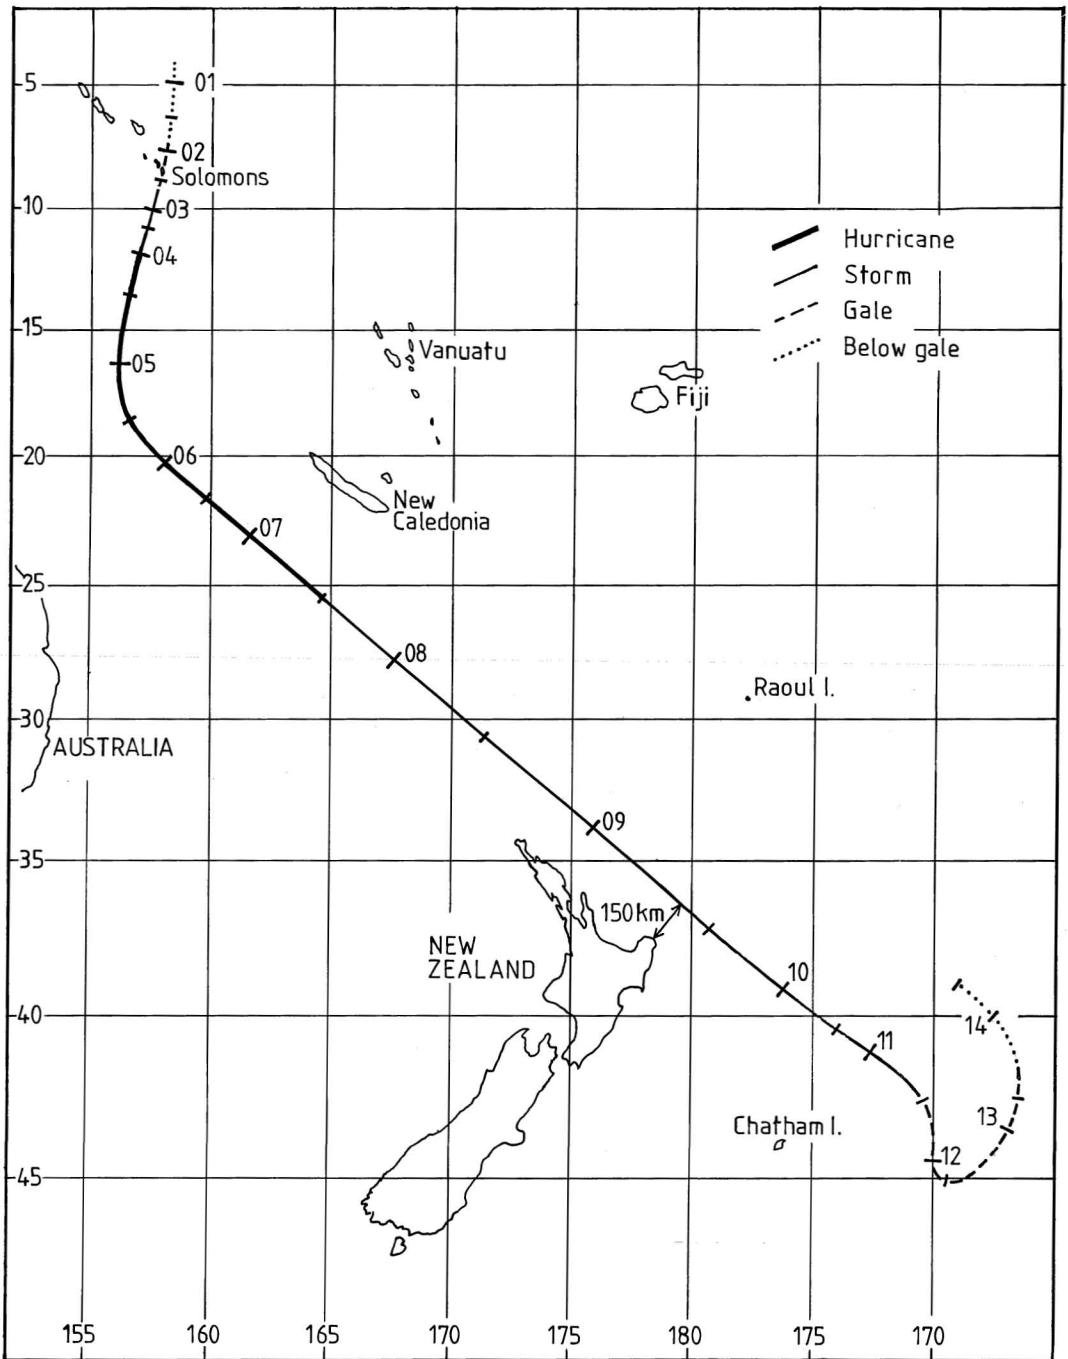 -5
01
02
Solomons
-10
03
04
Hurricane
Storm
Gale
Below gale
-15
05
Vanuatu
Fiji
-20
06
New
Caledonia
07
-25
08
Raoul I.
-30
AUSTRALIA
09
-35
150km
NEW
ZEALAND
10
-40
11
14
13
Chatham I.
12
-45
155
160
165
170
175
180
175
170